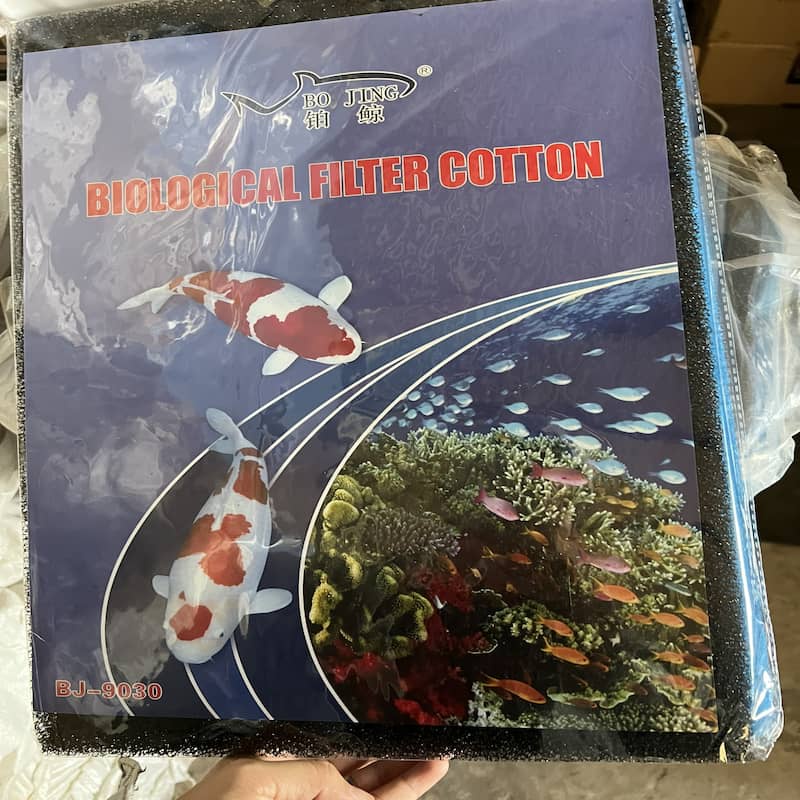 BO JING ®
铂 鲸
BIOLOGICAL FILTER COTTON
BJ-9030